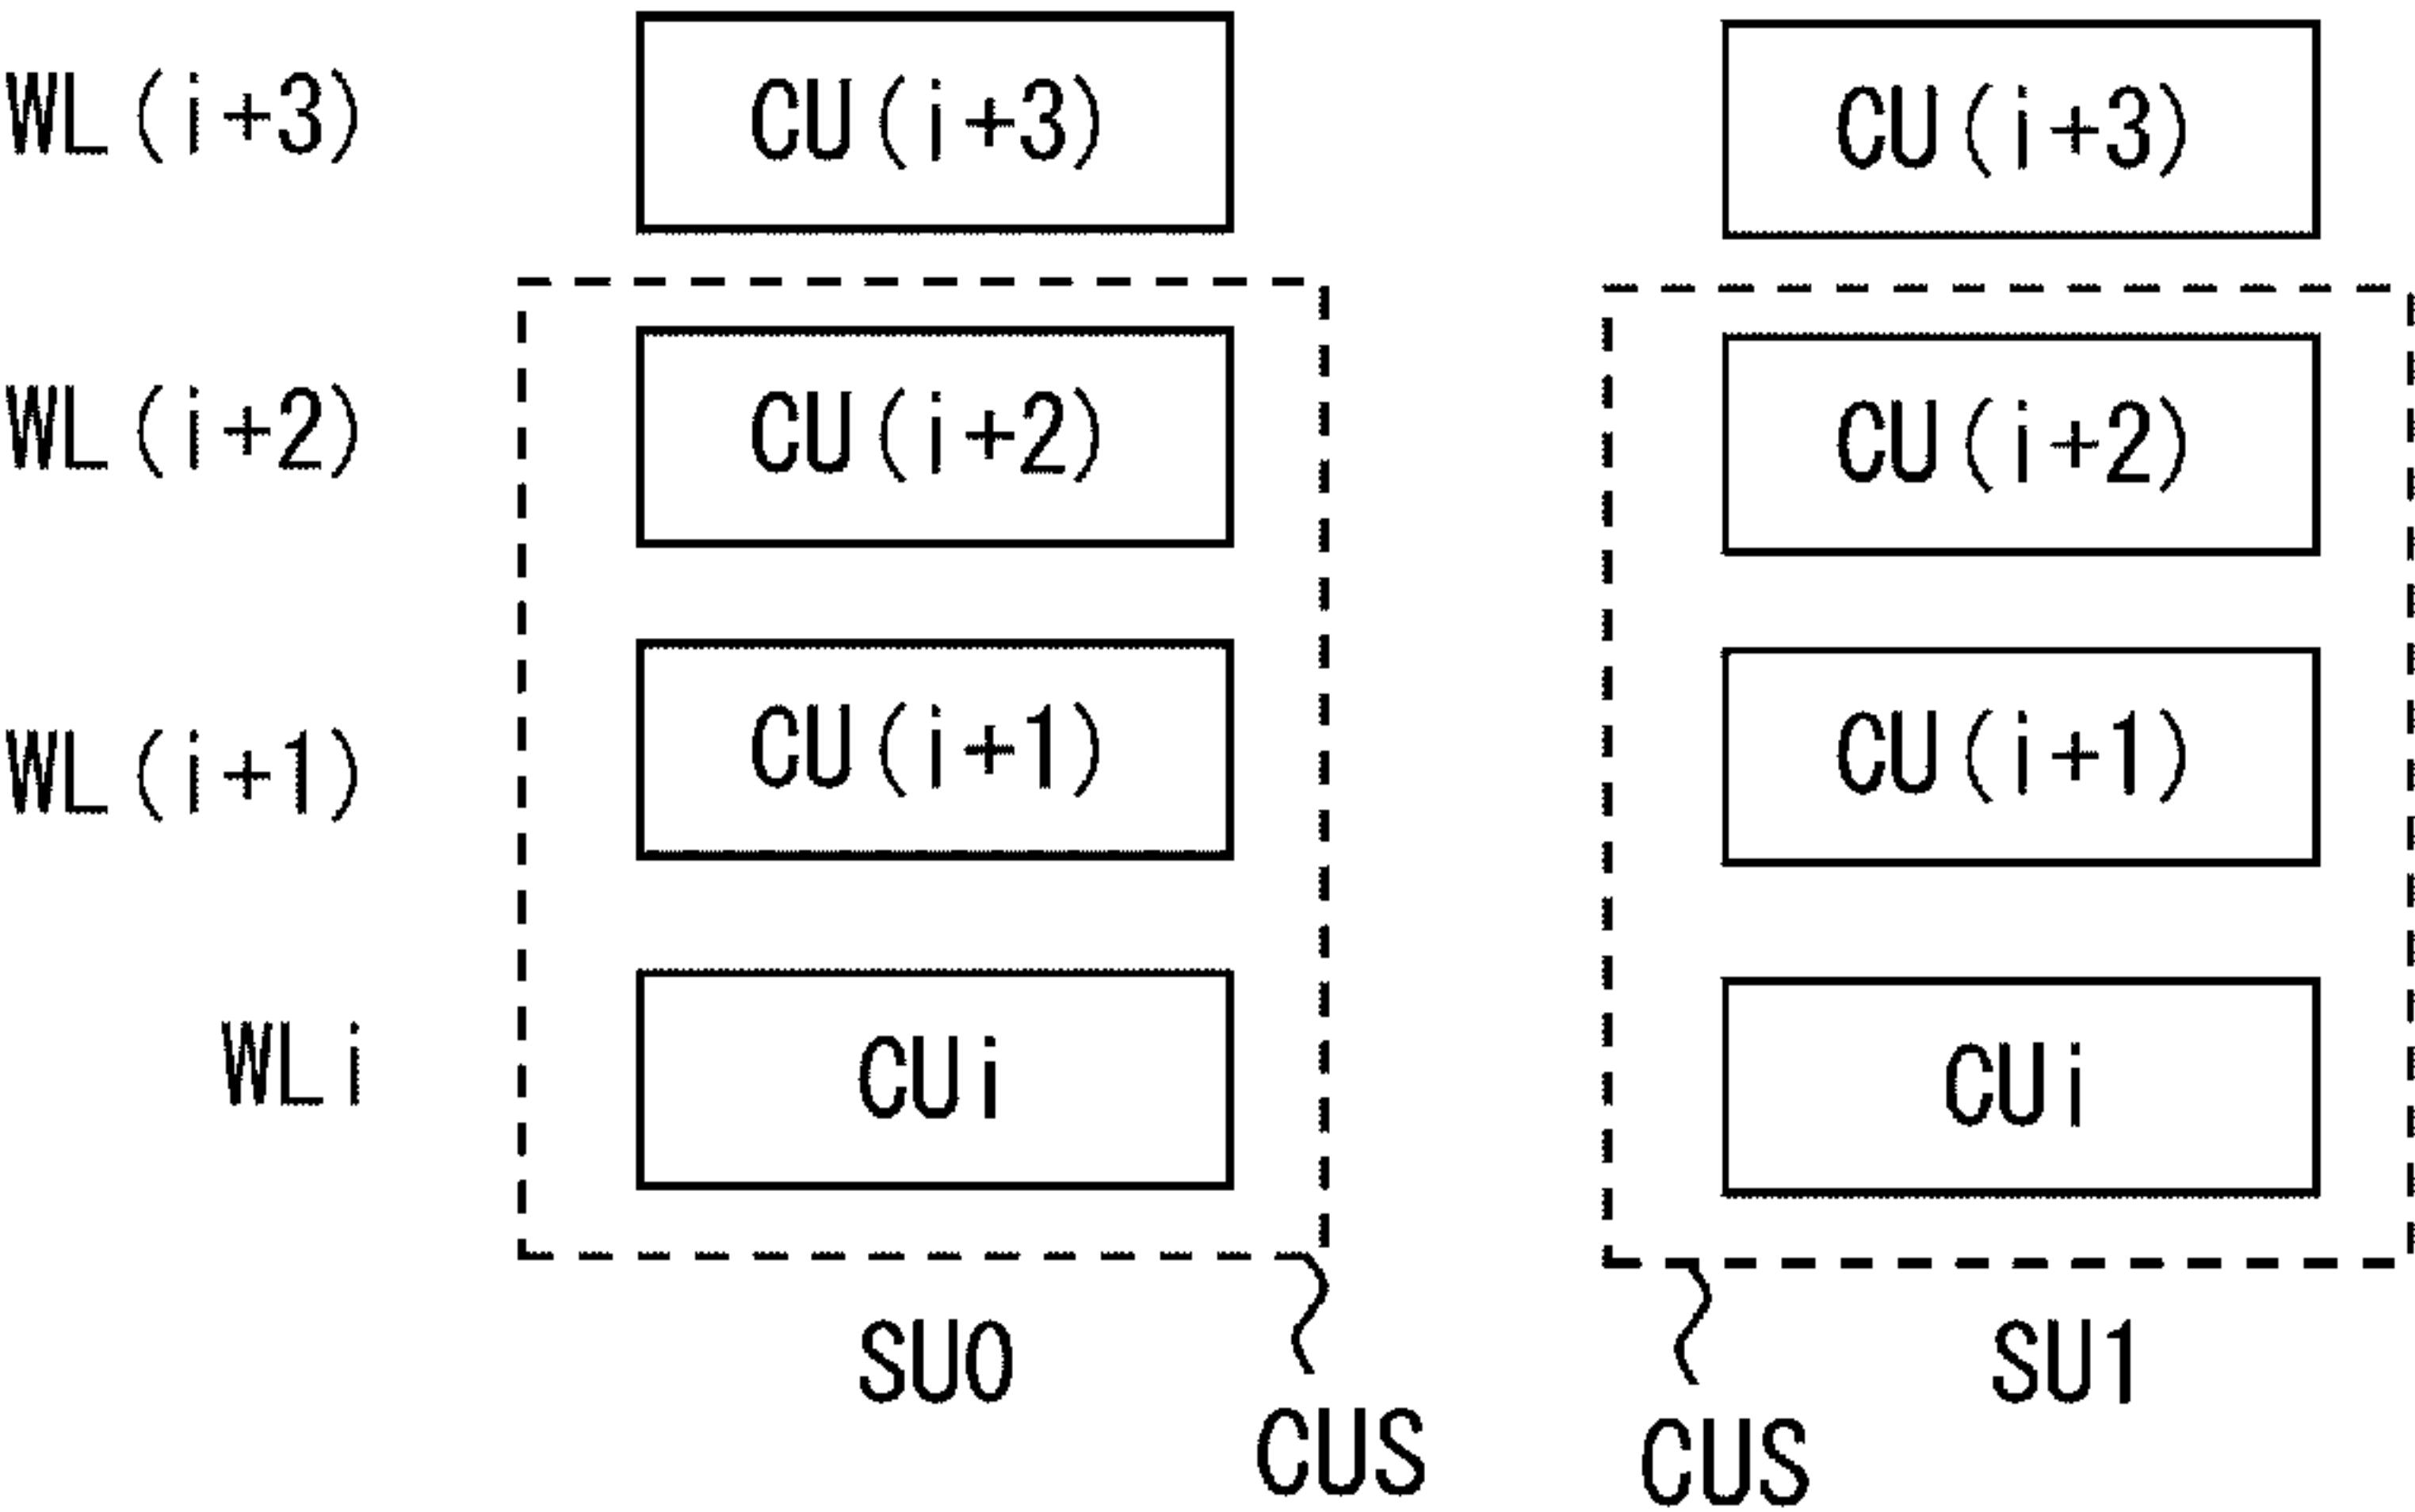 WL(i+3) CU(i+3) CU(i+3)
WL(i+2) CU(i+2) CU(i+2)
WL(i+1) CU(i+1) CU(i+1)
WLi CUi CUi
SU0 SU1
CUS CUS